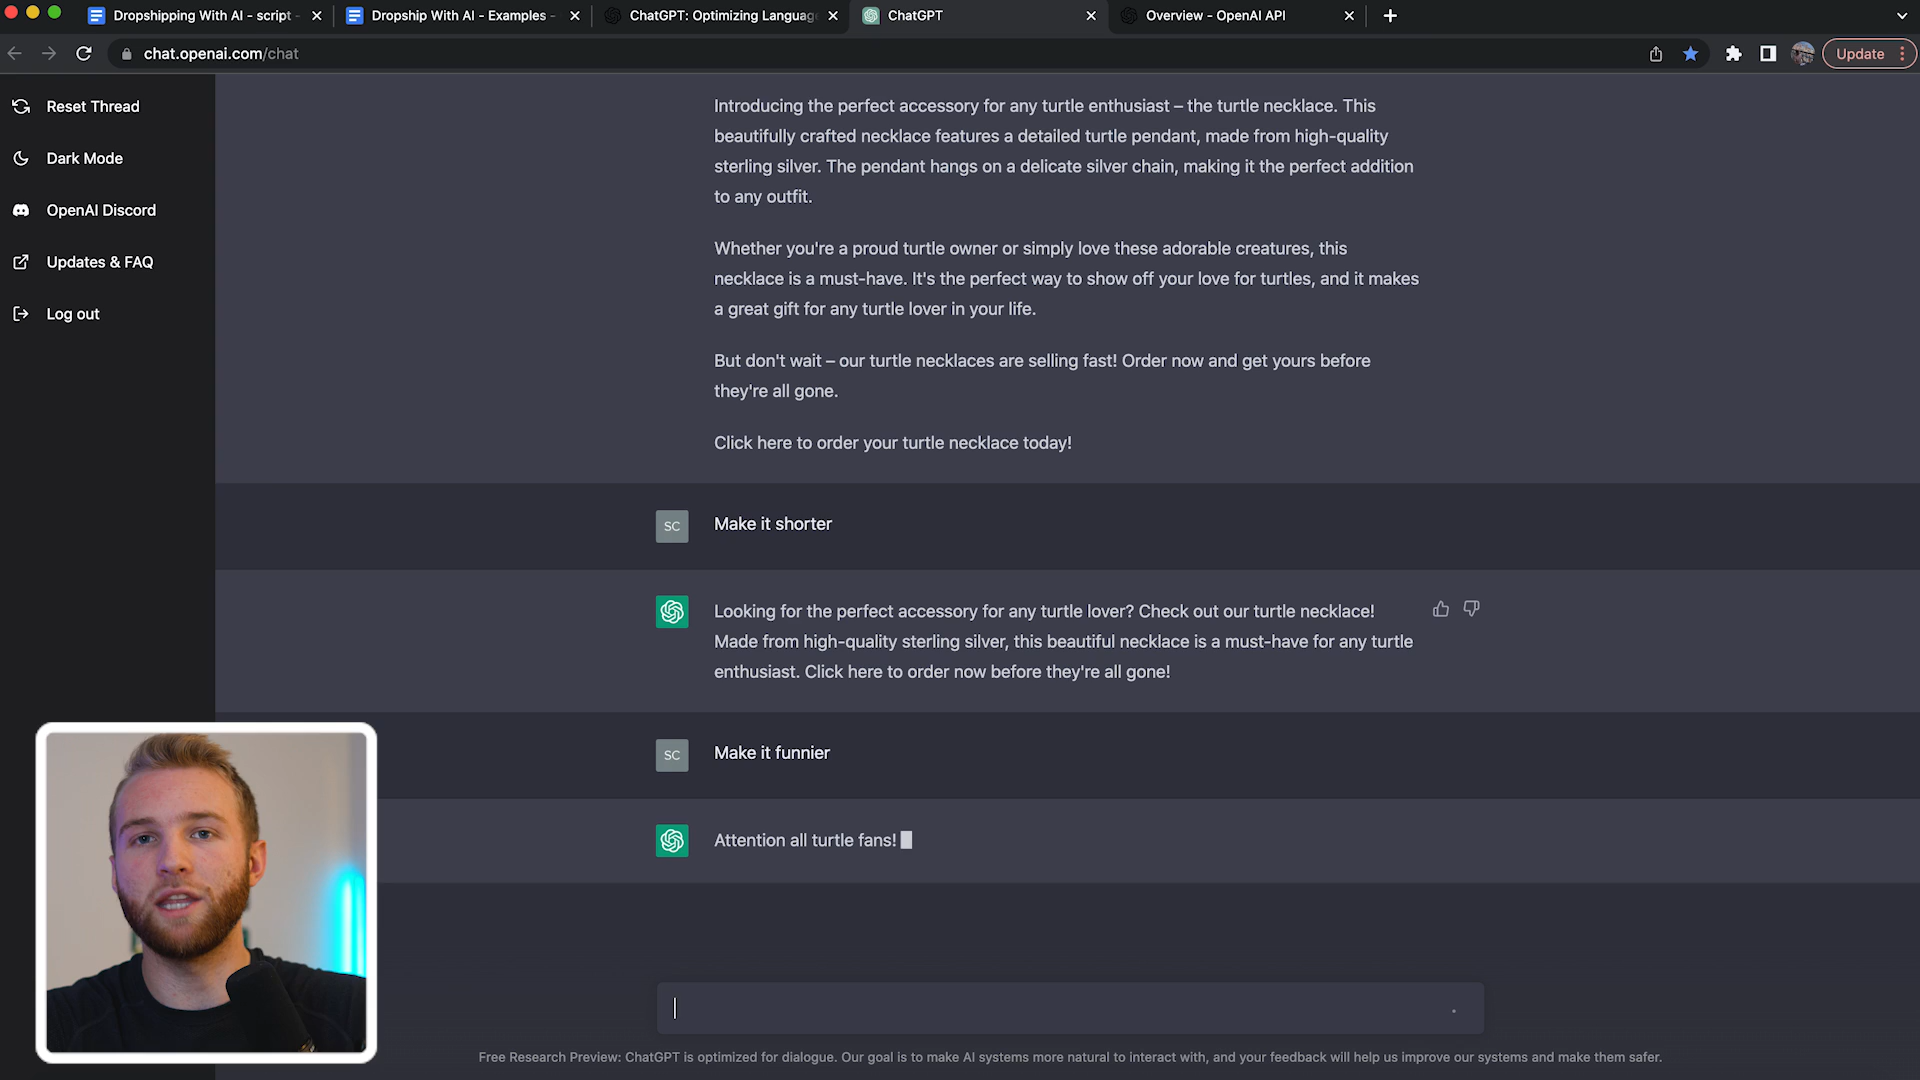 Dropshipping With AI - script -
Dropship With AI - Examples -
ChatGPT: Optimizing Languag
ChatGPT
Overview - OpenAI API
chat.openai.com/chat
Update
Reset Thread
Dark Mode
OpenAI Discord
Updates & FAQ
Log out
Introducing the perfect accessory for any turtle enthusiast – the turtle necklace. This
beautifully crafted necklace features a detailed turtle pendant, made from high-quality
sterling silver. The pendant hangs on a delicate silver chain, making it the perfect addition
to any outfit.
Whether you're a proud turtle owner or simply love these adorable creatures, this
necklace is a must-have. It's the perfect way to show off your love for turtles, and it makes
a great gift for any turtle lover in your life.
But don't wait – our turtle necklaces are selling fast! Order now and get yours before
they're all gone.
Click here to order your turtle necklace today!
SC
Make it shorter
Looking for the perfect accessory for any turtle lover? Check out our turtle necklace!
Made from high-quality sterling silver, this beautiful necklace is a must-have for any turtle
enthusiast. Click here to order now before they're all gone!
SC
Make it funnier
Attention all turtle fans!
Free Research Preview: ChatGPT is optimized for dialogue. Our goal is to make AI systems more natural to interact with, and your feedback will help us improve our systems and make them safer.